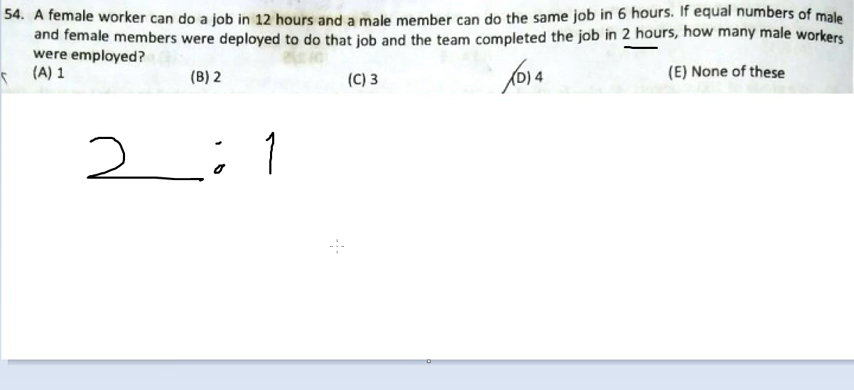 54. A female worker can do a job in 12 hours and a male member can do the same job in 6 hours. If equal numbers of male
and female members were deployed to do that job and the team completed the job in 2 hours, how many male workers
were employed?
(A) 1 (B) 2 (C) 3 (D) 4 (E) None of these
2 : 1